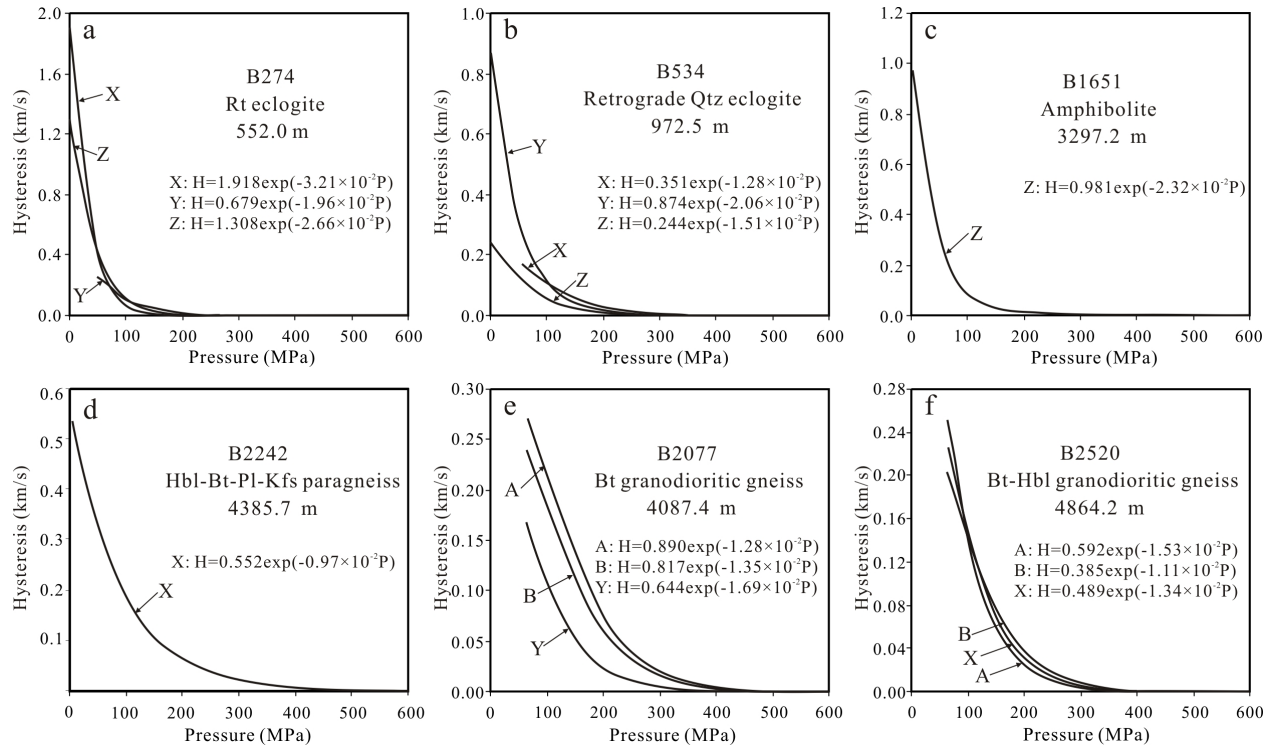 a
B274
Rt eclogite
552.0 m
X: H=1.918exp(-3.21×10⁻²P)
Y: H=0.679exp(-1.96×10⁻²P)
Z: H=1.308exp(-2.66×10⁻²P)
X
Z
Y
2.0
1.6
1.2
0.8
0.4
0.0
0 100 200 300 400 500 600
Hysteresis (km/s)
Pressure (MPa)
b
B534
Retrograde Qtz eclogite
972.5 m
X: H=0.351exp(-1.28×10⁻²P)
Y: H=0.874exp(-2.06×10⁻²P)
Z: H=0.244exp(-1.51×10⁻²P)
Y
X
Z
1.0
0.8
0.6
0.4
0.2
0.0
0 100 200 300 400 500 600
Hysteresis (km/s)
Pressure (MPa)
c
B1651
Amphibolite
3297.2 m
Z: H=0.981exp(-2.32×10⁻²P)
Z
1.2
1.0
0.8
0.6
0.4
0.2
0.0
0 100 200 300 400 500 600
Hysteresis (km/s)
Pressure (MPa)
d
B2242
Hbl-Bt-Pl-Kfs paragneiss
4385.7 m
X: H=0.552exp(-0.97×10⁻²P)
X
0.6
0.5
0.4
0.3
0.2
0.1
0 100 200 300 400 500 600
Hysteresis (km/s)
Pressure (MPa)
e
B2077
Bt granodioritic gneiss
4087.4 m
A: H=0.890exp(-1.28×10⁻²P)
B: H=0.817exp(-1.35×10⁻²P)
Y: H=0.644exp(-1.69×10⁻²P)
A
B
Y
0.30
0.25
0.20
0.15
0.10
0.05
0.00
0 100 200 300 400 500 600
Hysteresis (km/s)
Pressure (MPa)
f
B2520
Bt-Hbl granodioritic gneiss
4864.2 m
A: H=0.592exp(-1.53×10⁻²P)
B: H=0.385exp(-1.11×10⁻²P)
X: H=0.489exp(-1.34×10⁻²P)
B
X
A
0.28
0.24
0.20
0.16
0.12
0.08
0.04
0.00
0 100 200 300 400 500 600
Hysteresis (km/s)
Pressure (MPa)